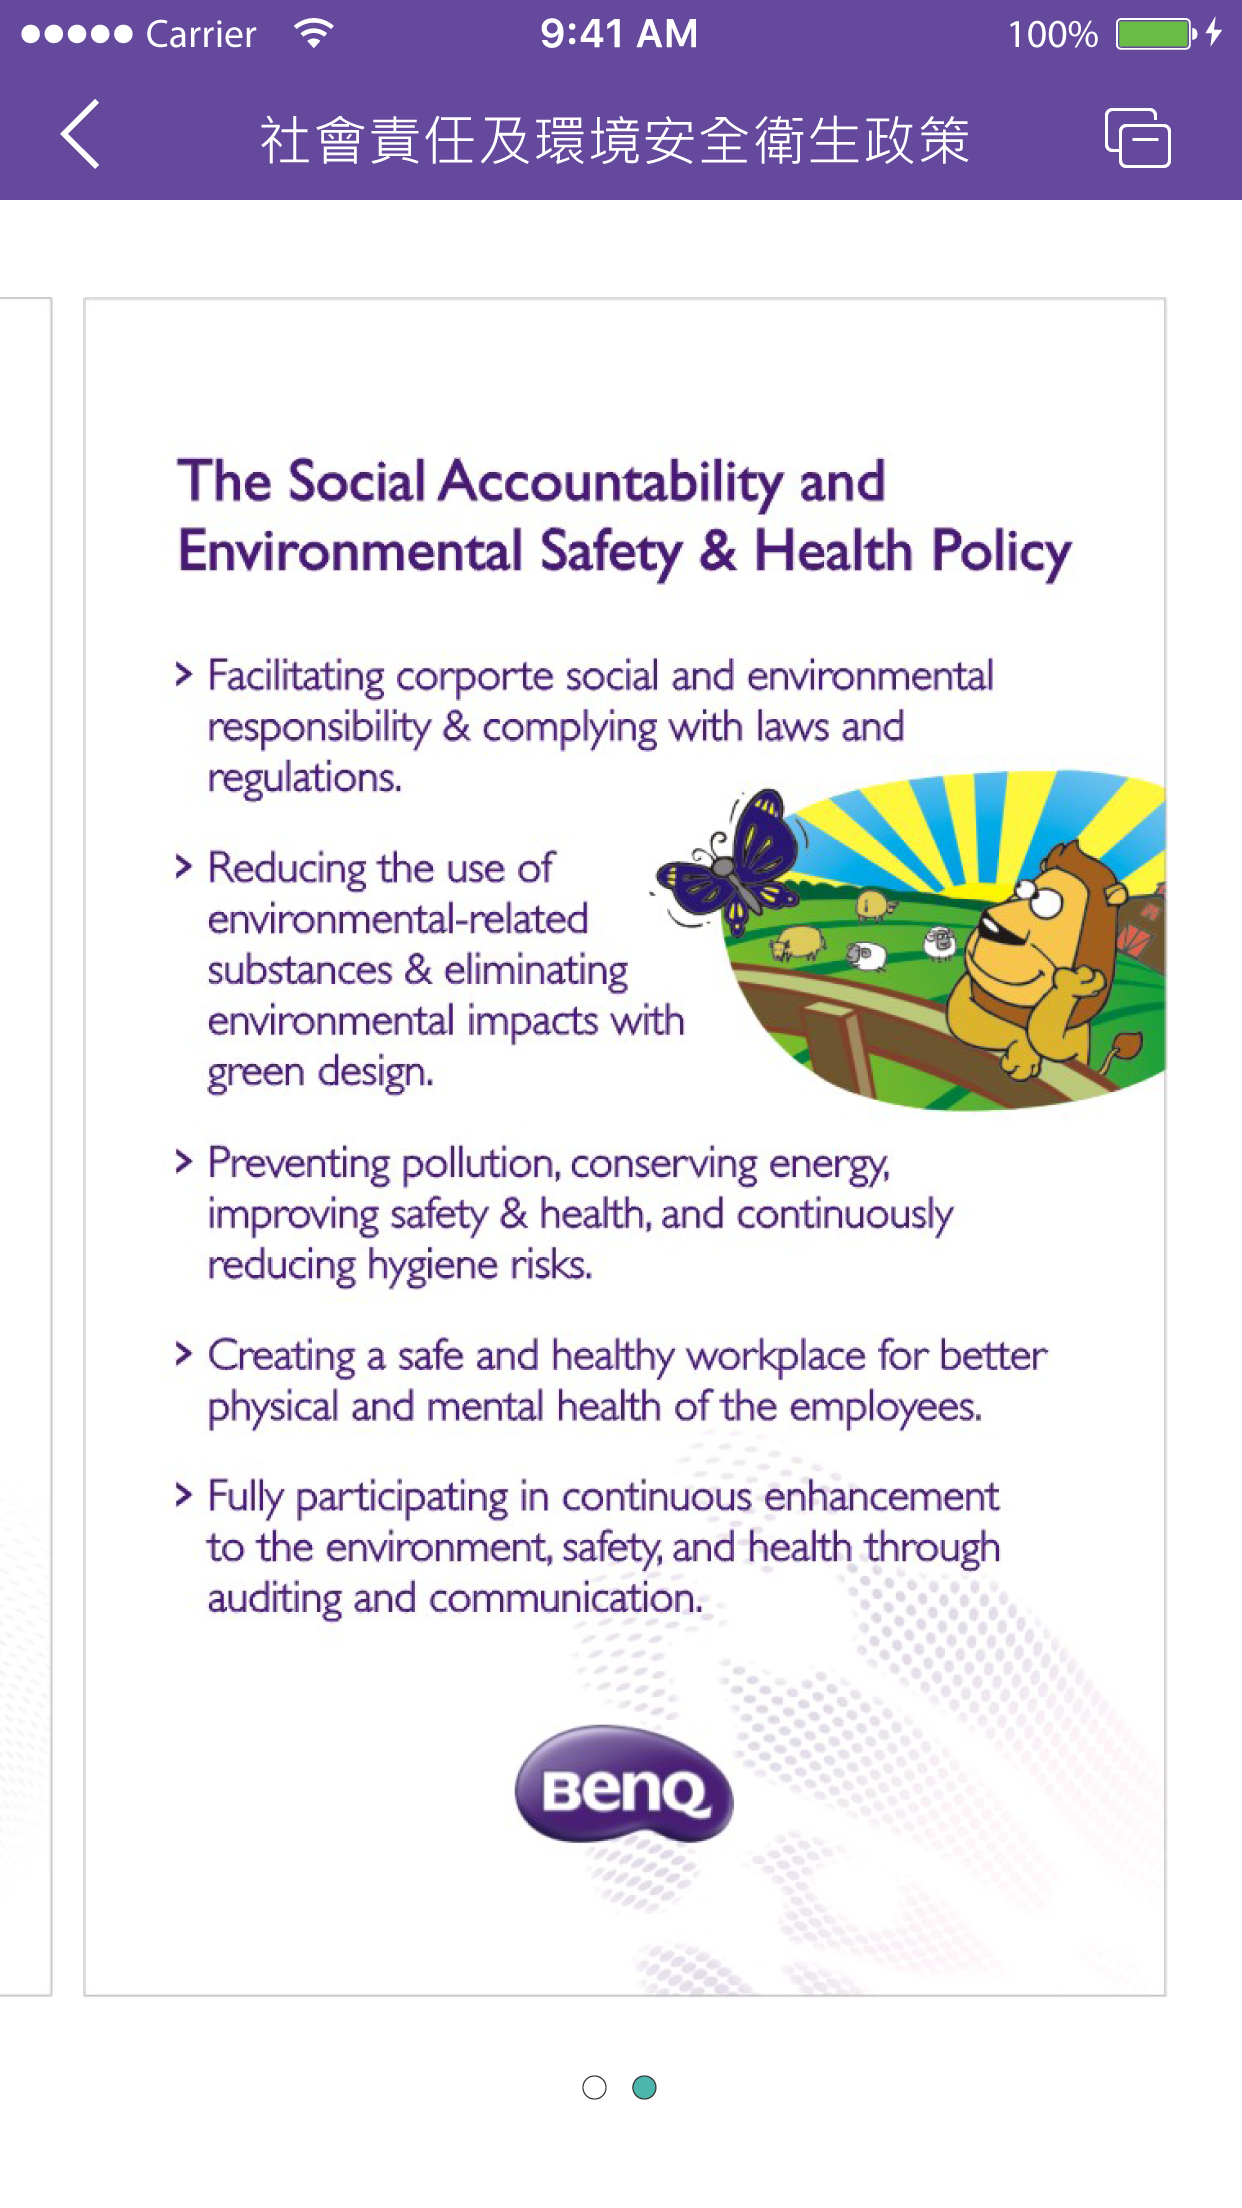 Carrier
9:41 AM
100%
社會責任及環境安全衛生政策
The Social Accountability and
Environmental Safety & Health Policy
> Facilitating corporte social and environmental
responsibility & complying with laws and
regulations.
> Reducing the use of
environmental-related
substances & eliminating
environmental impacts with
green design.
> Preventing pollution, conserving energy,
improving safety & health, and continuously
reducing hygiene risks.
> Creating a safe and healthy workplace for better
physical and mental health of the employees.
> Fully participating in continuous enhancement
to the environment, safety, and health through
auditing and communication.
BenQ